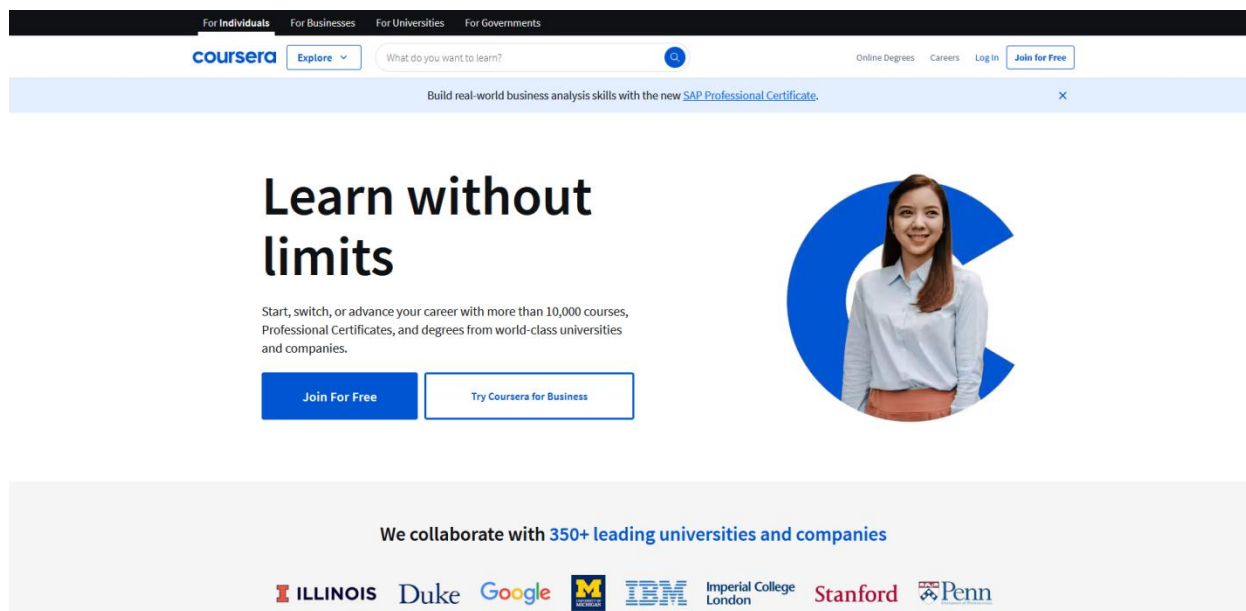 For Individuals For Businesses For Universities For Governments
coursera Explore What do you want to learn? Online Degrees Careers Log In Join for Free
Build real-world business analysis skills with the new SAP Professional Certificate.
Learn without
limits
Start, switch, or advance your career with more than 10,000 courses,
Professional Certificates, and degrees from world-class universities
and companies.
Join For Free Try Coursera for Business
We collaborate with 350+ leading universities and companies
I ILLINOIS Duke Google M IBM Imperial College
London Stanford Penn